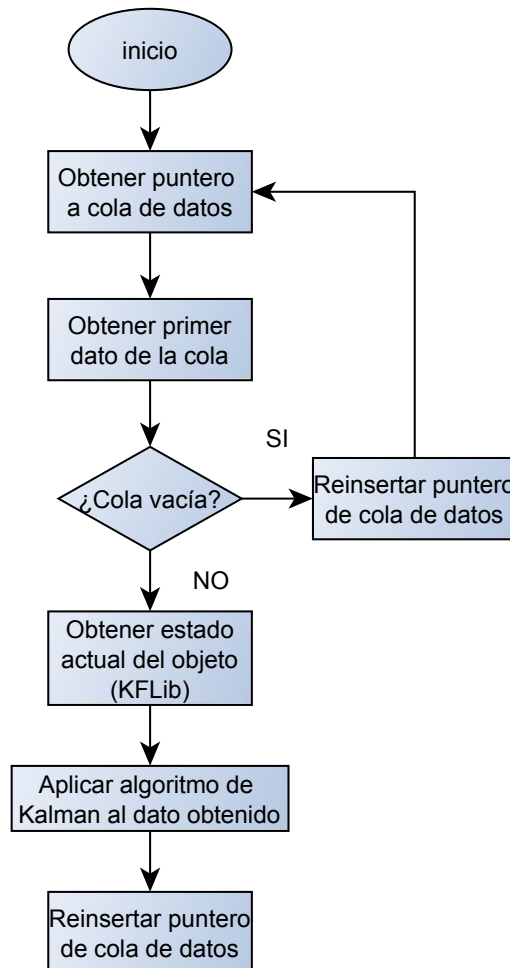 inicio
Obtener puntero
a cola de datos
Obtener primer
dato de la cola
SI
¿Cola vacía?
Reinsertar puntero
de cola de datos
NO
Obtener estado
actual del objeto
(KFLib)
Aplicar algoritmo de
Kalman al dato obtenido
Reinsertar puntero
de cola de datos